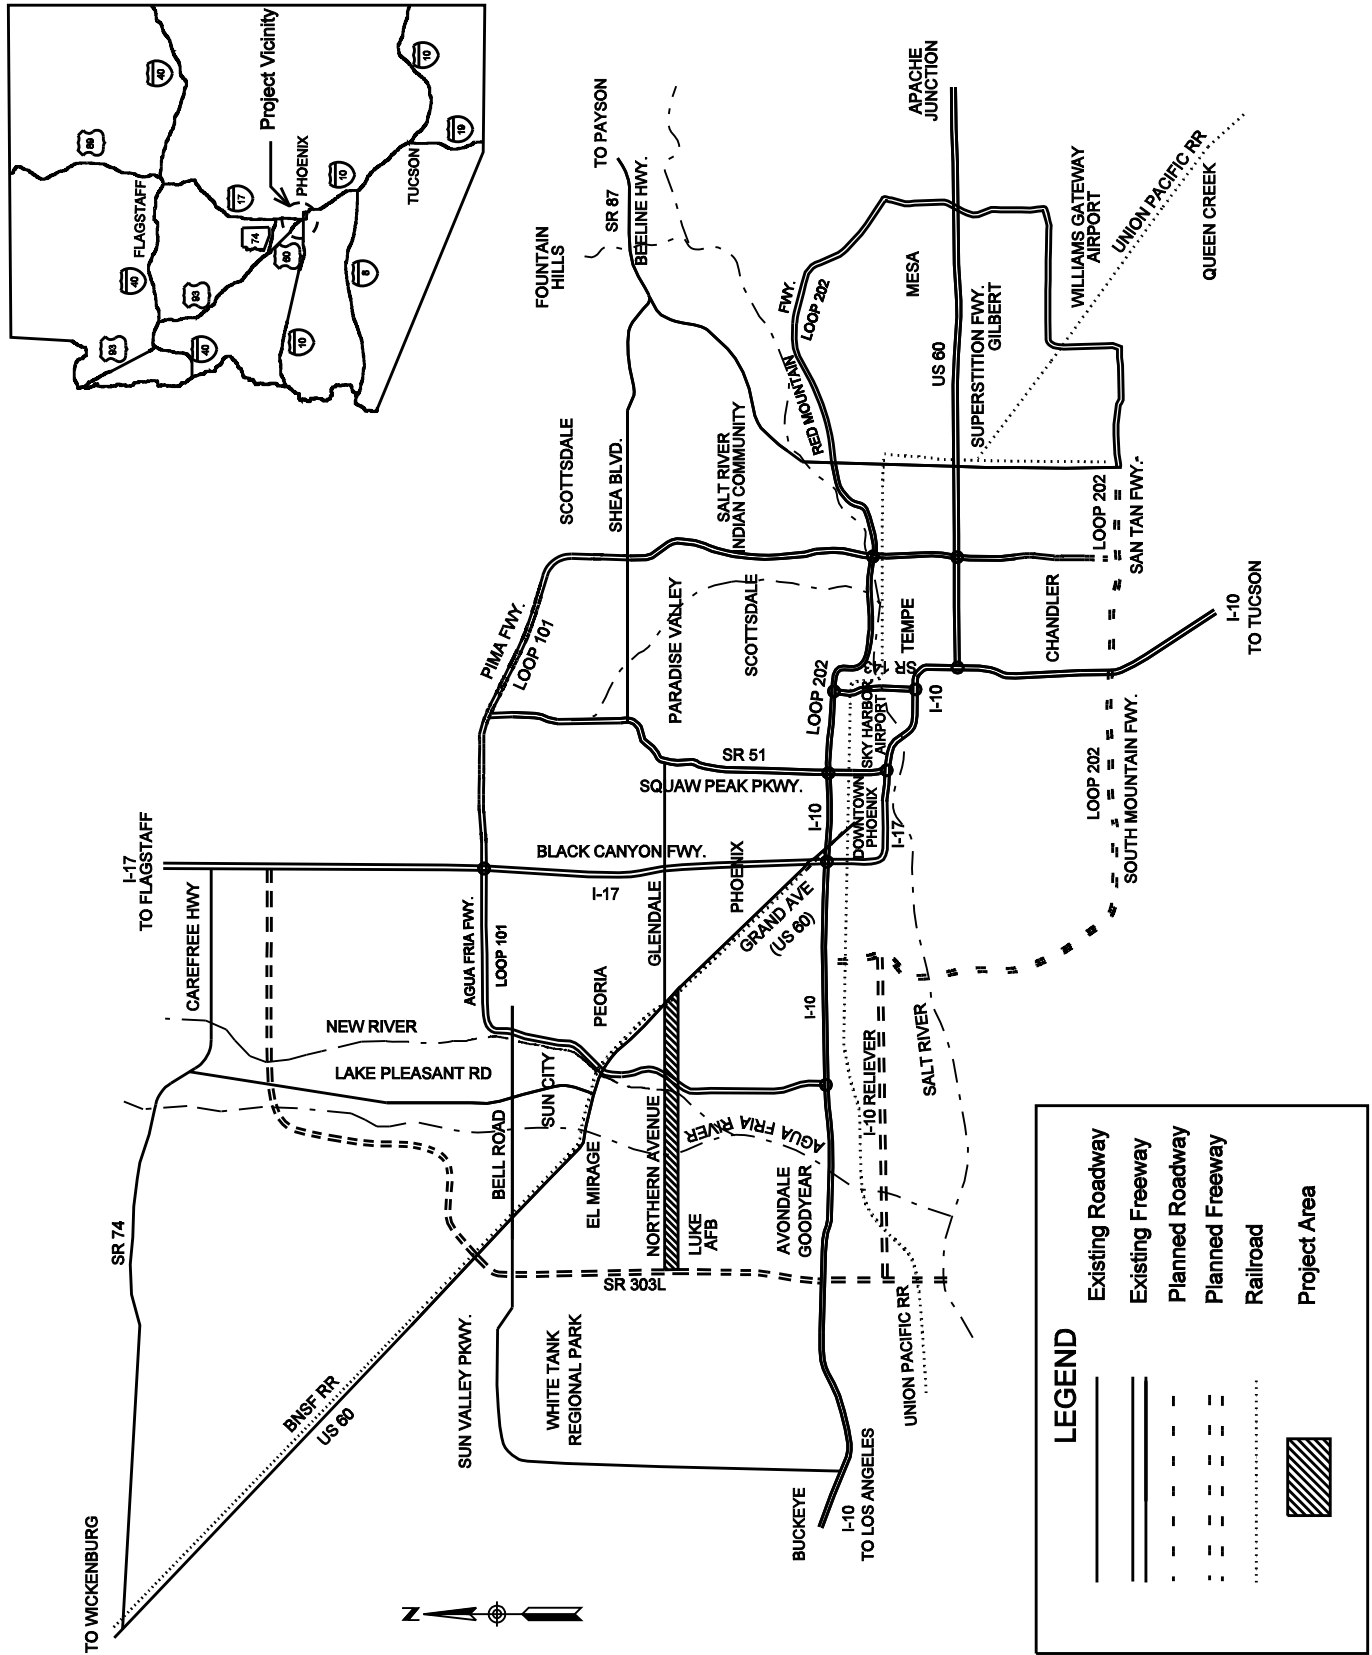 40
89
10
Project Vicinity
FLAGSTAFF
17
PHOENIX
10
19
TUCSON
74
40
60
93
8
93
40
10
TO PAYSON
SR 87
BEELINE HWY.
FOUNTAIN
HILLS
APACHE
JUNCTION
WILLIAMS GATEWAY
AIRPORT
UNION PACIFIC RR
QUEEN CREEK
MESA
FWY.
LOOP 202
RED MOUNTAIN
US 60
SUPERSTITION FWY.
GILBERT
SCOTTSDALE
SHEA BLVD.
SALT RIVER
INDIAN COMMUNITY
LOOP 202
SAN TAN FWY.
PIMA FWY.
LOOP 101
PARADISE VALLEY
SCOTTSDALE
TEMPE
CHANDLER
I-10
TO TUCSON
LOOP 202
SR 143
SKY HARBOR
AIRPORT
I-10
SR 51
SQUAW PEAK PKWY.
I-10
DOWNTOWN
PHOENIX
I-17
LOOP 202
SOUTH MOUNTAIN FWY.
I-17
TO FLAGSTAFF
BLACK CANYON FWY.
I-17
CAREFREE HWY
AGUA FRIA FWY.
LOOP 101
GLENDALE
PHOENIX
GRAND AVE
(US 60)
PEORIA
I-10
NEW RIVER
LAKE PLEASANT RD
SUN CITY
BELL ROAD
EL MIRAGE
NORTHERN AVENUE
AGUA FRIA RIVER
I-10 RELIEVER
SALT RIVER
SR 74
LUKE
AFB
AVONDALE
GOODYEAR
SR 303L
UNION PACIFIC RR
BNSF RR
US 60
SUN VALLEY PKWY.
WHITE TANK
REGIONAL PARK
BUCKEYE
I-10
TO LOS ANGELES
TO WICKENBURG
N
LEGEND
Existing Roadway
Existing Freeway
Planned Roadway
Planned Freeway
Railroad
Project Area